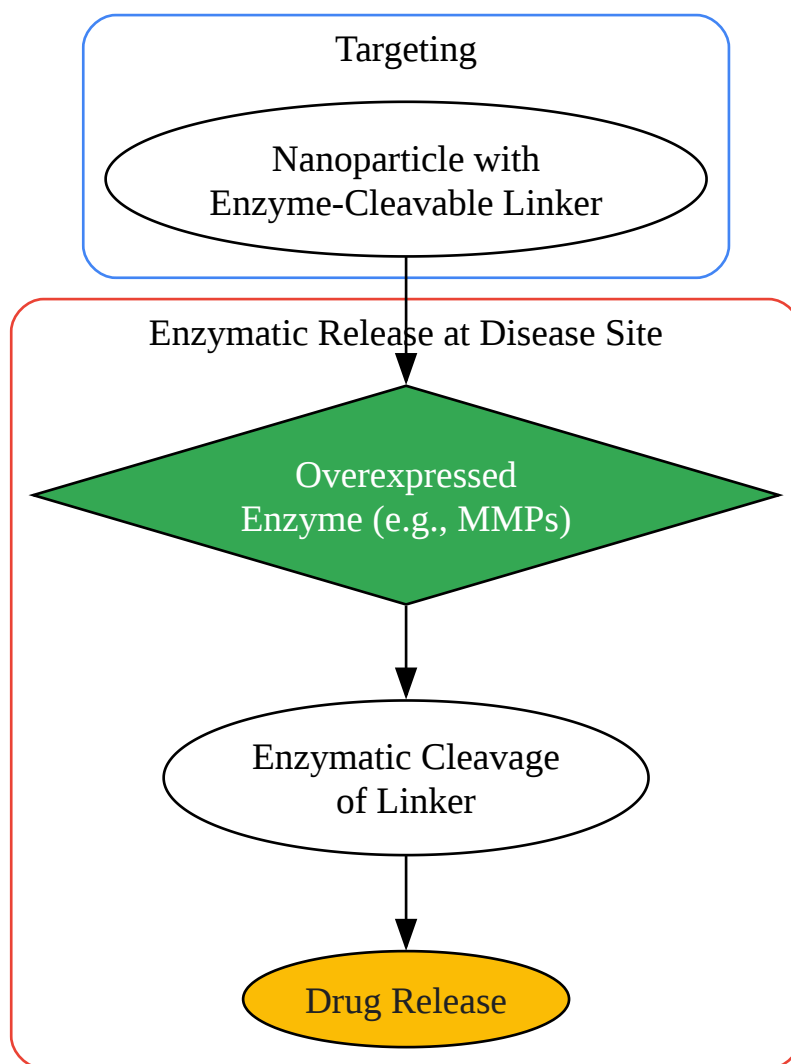 Targeting
Nanoparticle with
Enzyme-Cleavable Linker
Enzymatic Release at Disease Site
Overexpressed
Enzyme (e.g., MMPs)
Enzymatic Cleavage
of Linker
Drug Release